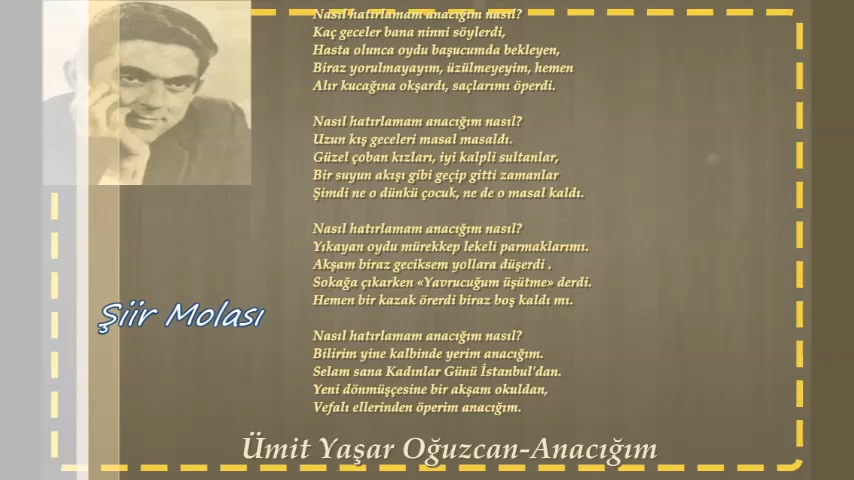 Nasıl hatırlamam anacığım nasıl?
Kaç geceler bana ninni söylerdi,
Hasta olunca oydu başucumda bekleyen,
Biraz yorulmayayım, üzülmeyeyim, hemen
Alır kucağına okşardı, saçlarımı öperdi.
Nasıl hatırlamam anacığım nasıl?
Uzun kış geceleri masal masaldı.
Güzel çoban kızları, iyi kalpli sultanlar,
Bir suyun akışı gibi geçip gitti zamanlar
Şimdi ne o dünkü çocuk, ne de o masal kaldı.
Nasıl hatırlamam anacığım nasıl?
Yıkayan oydu mürekkep lekeli parmaklarımı.
Akşam biraz geciksem yollara düşerdi .
Sokağa çıkarken «Yavrucuğum üşütme» derdi.
Hemen bir kazak örerdi biraz boş kaldı mı.
Nasıl hatırlamam anacığım nasıl?
Bilirim yine kalbinde yerim anacığım.
Selam sana Kadınlar Günü İstanbul'dan.
Yeni dönmüşçesine bir akşam okuldan,
Vefalı ellerinden öperim anacığım.
Şiir Molası
Ümit Yaşar Oğuzcan-Anacığım